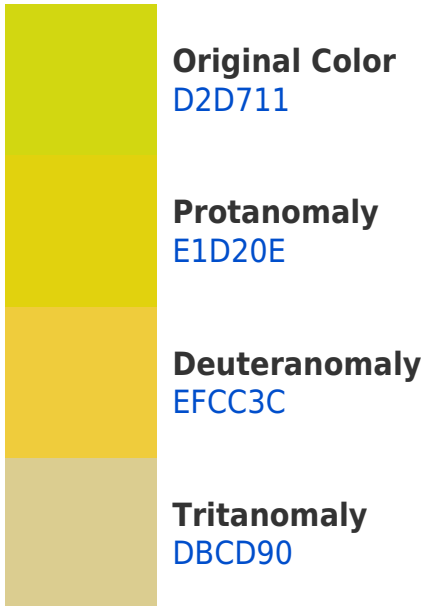 Original Color
D2D711
Protanomaly
E1D20E
Deuteranomaly
EFCC3C
Tritanomaly
DBCD90